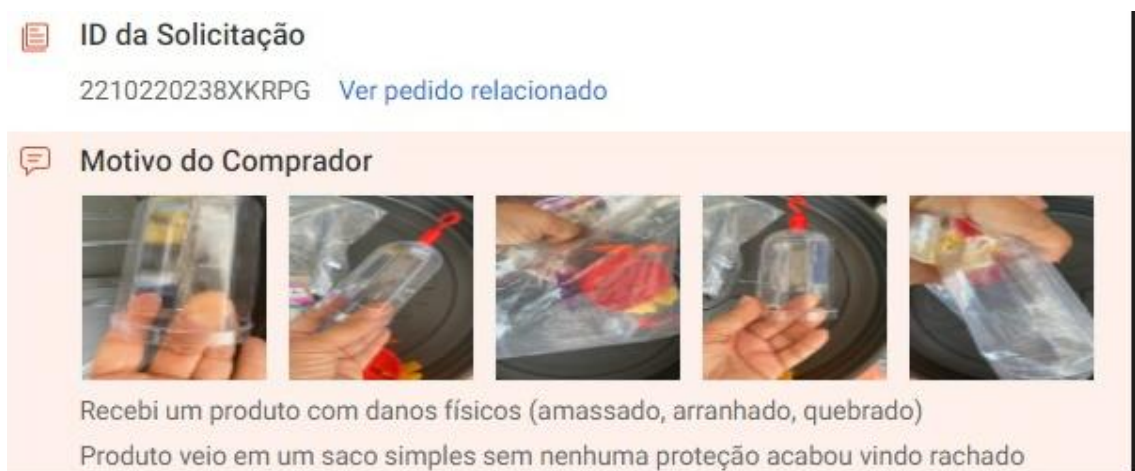 ID da Solicitação
2210220238XKRPG Ver pedido relacionado
Motivo do Comprador
Recebi um produto com danos físicos (amassado, arranhado, quebrado)
Produto veio em um saco simples sem nenhuma proteção acabou vindo rachado